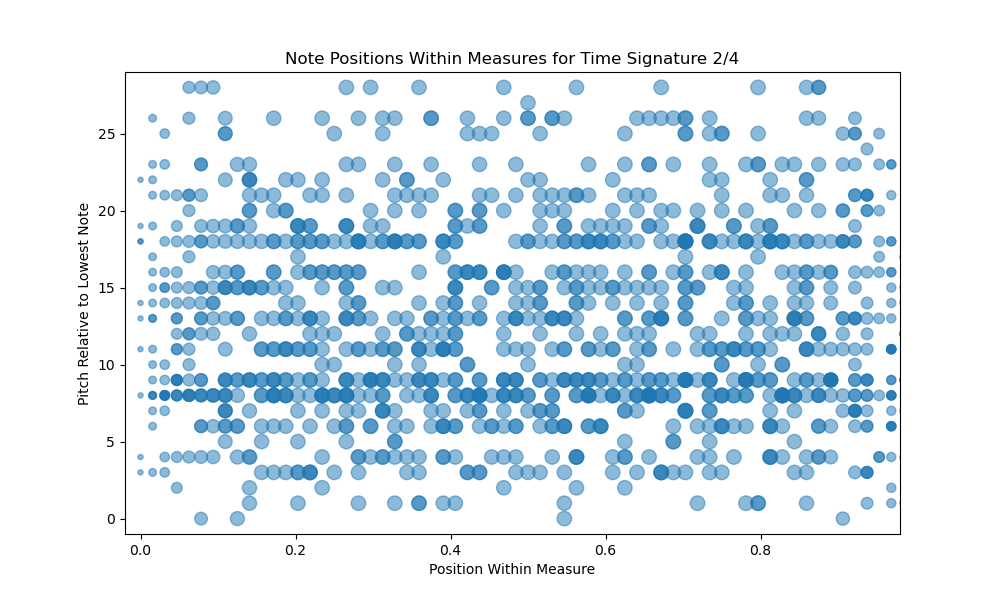 Note Positions Within Measures for Time Signature 2/4
Pitch Relative to Lowest Note
25
20
15
10
5
0
0.0 0.2 0.4 0.6 0.8
Position Within Measure